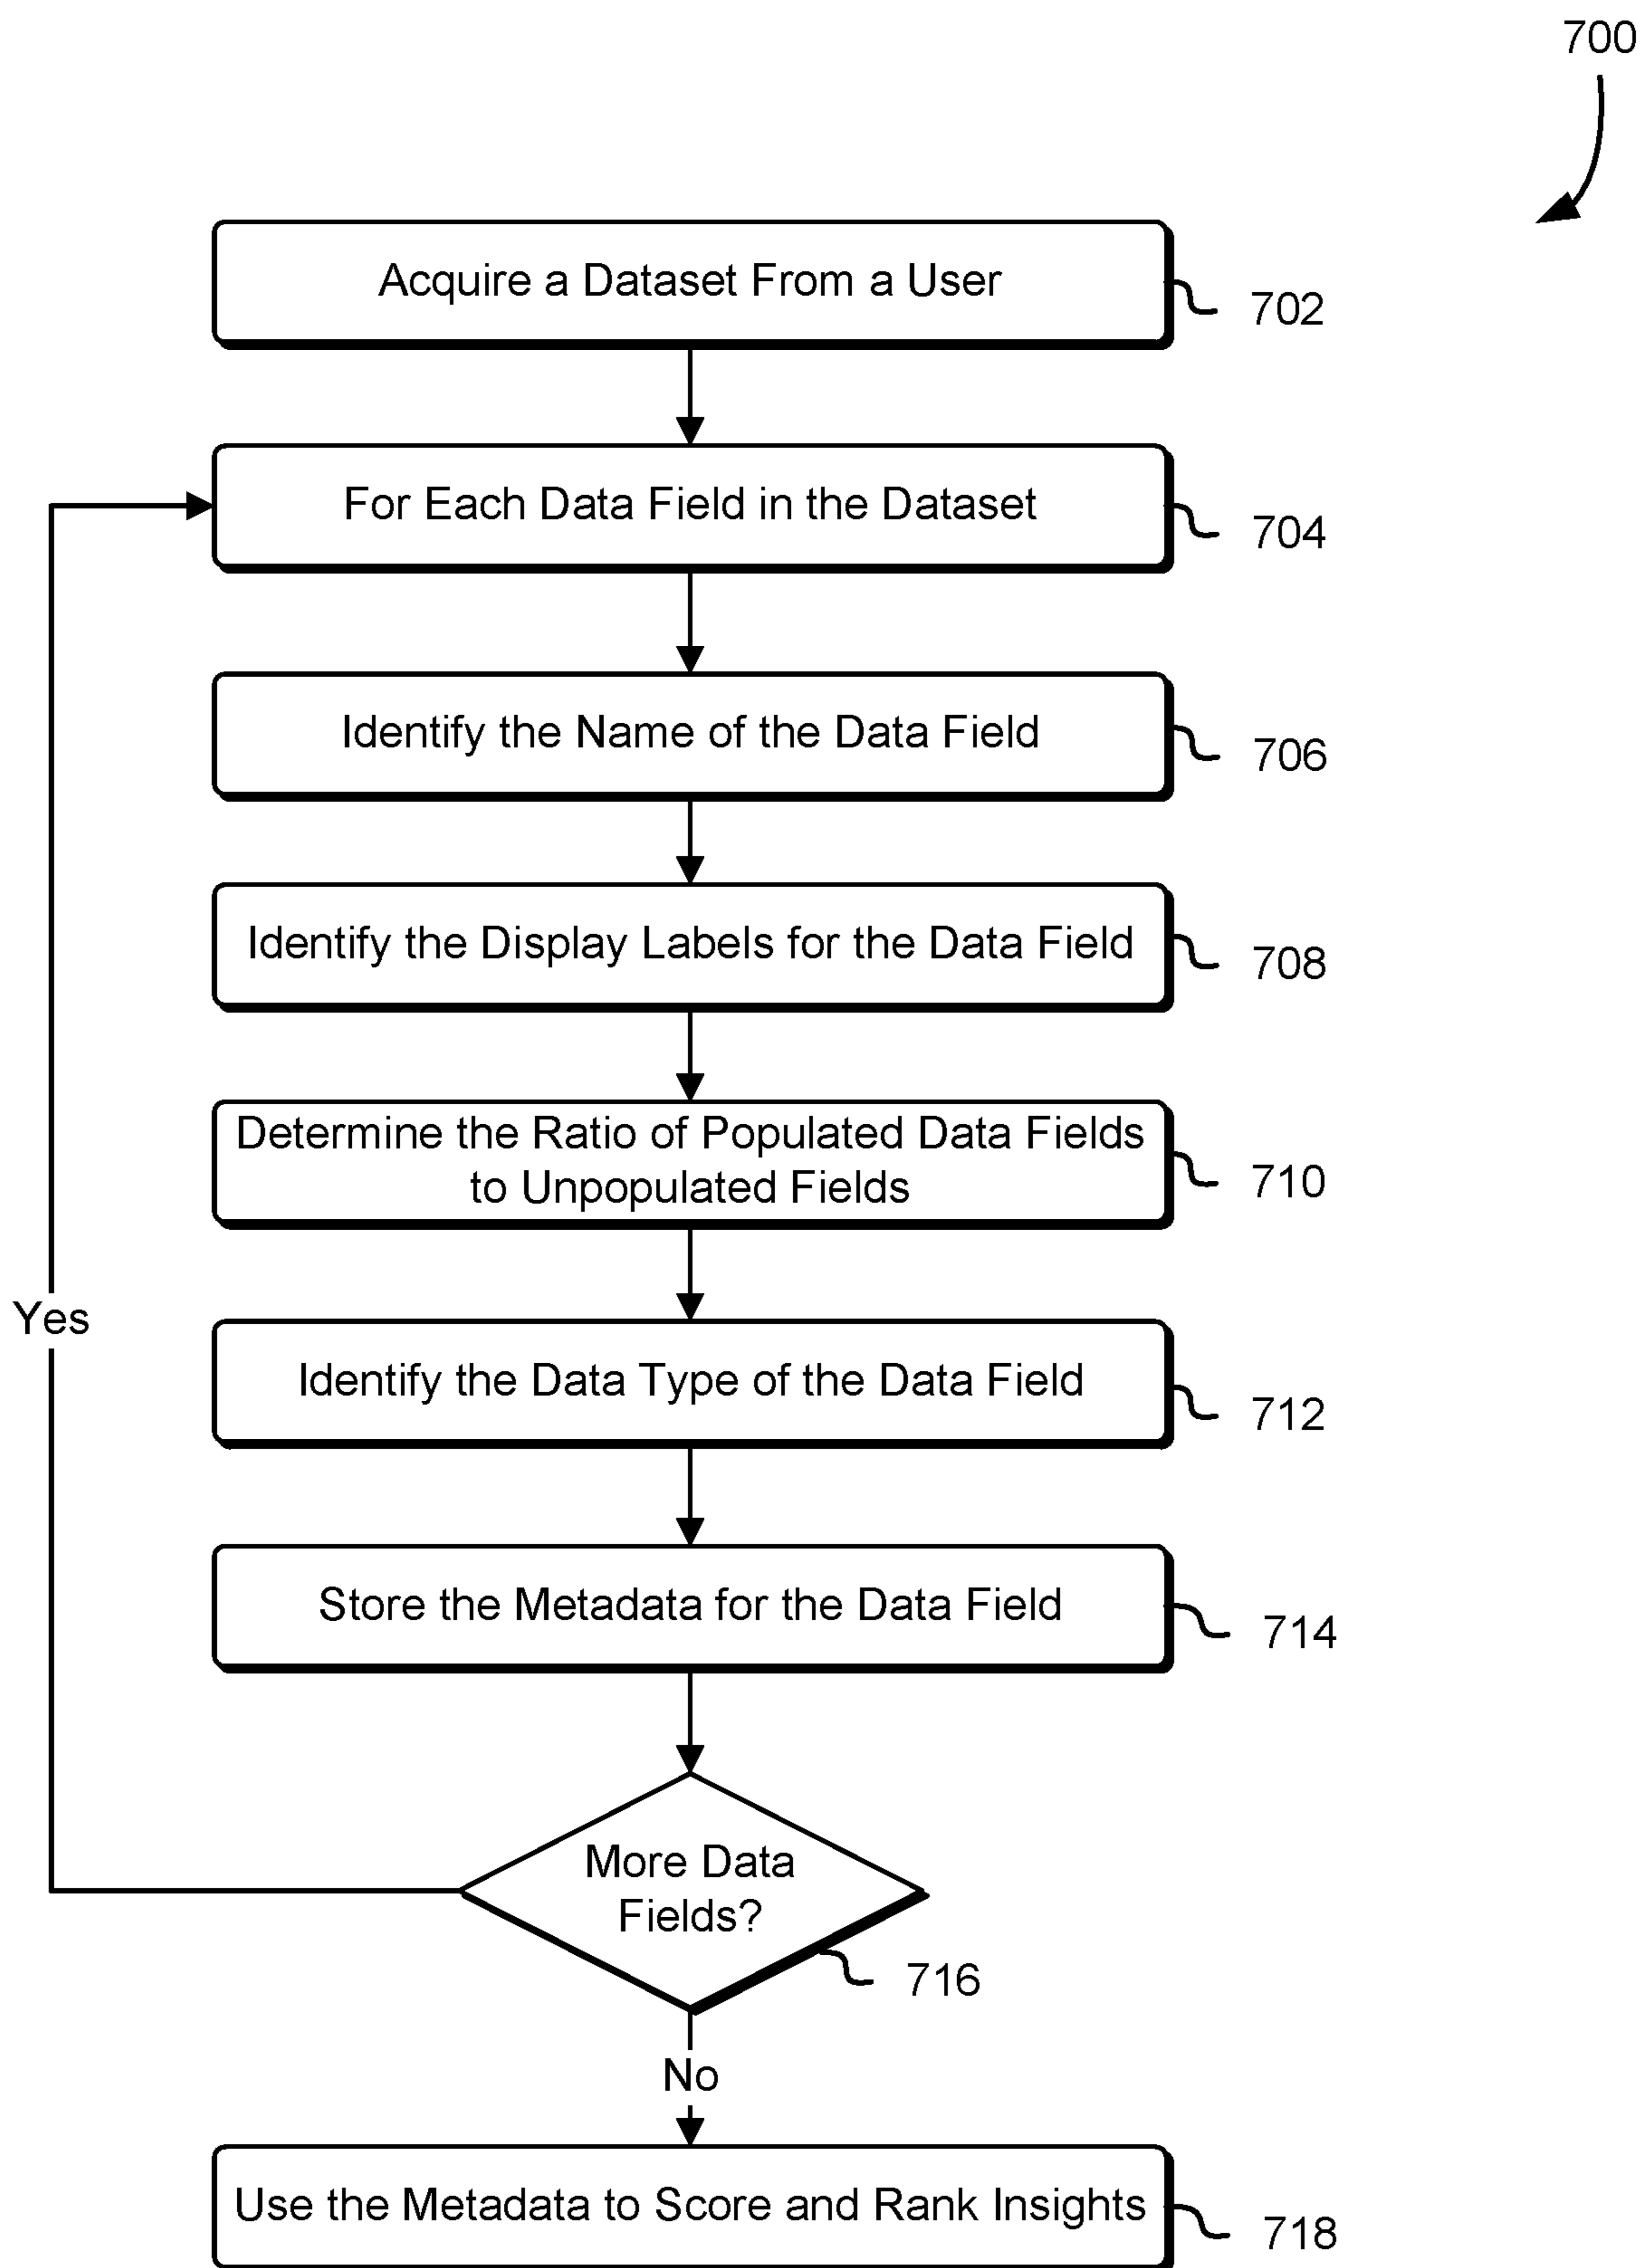 700
Acquire a Dataset From a User
702
For Each Data Field in the Dataset
704
Identify the Name of the Data Field
706
Identify the Display Labels for the Data Field
708
Determine the Ratio of Populated Data Fields
to Unpopulated Fields
710
Yes
Identify the Data Type of the Data Field
712
Store the Metadata for the Data Field
714
More Data
Fields?
716
No
Use the Metadata to Score and Rank Insights
718